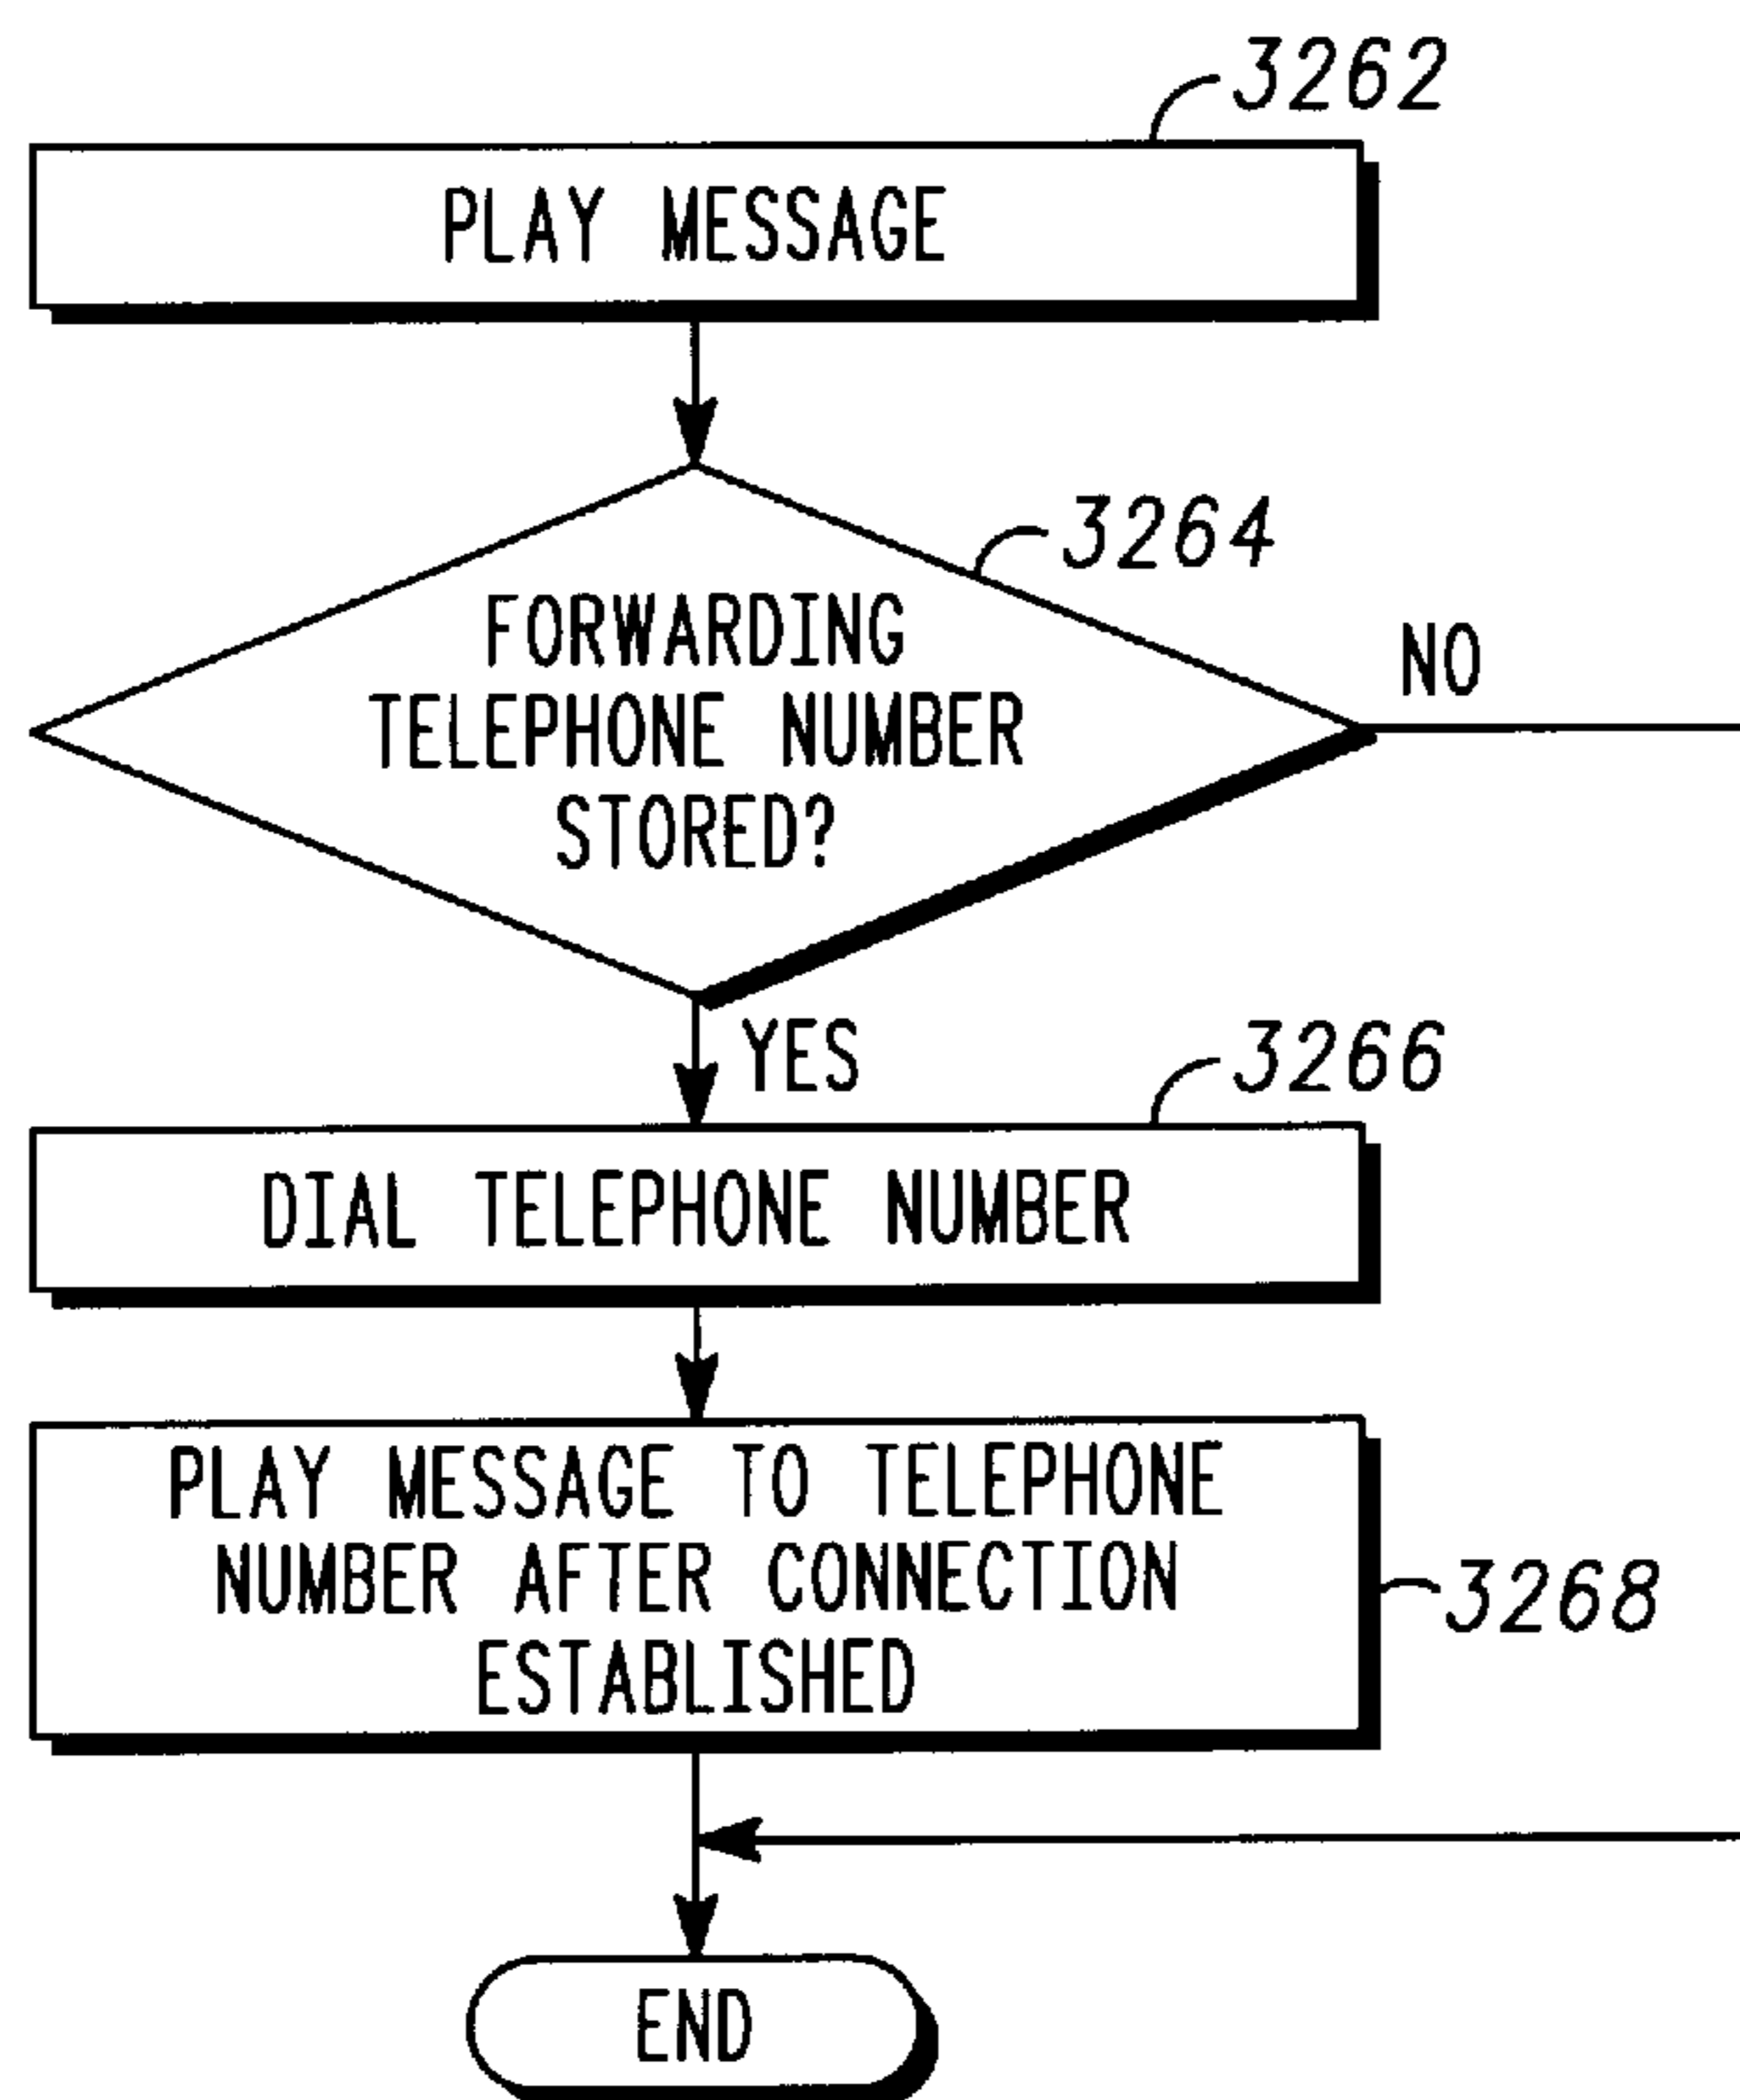 3262
PLAY MESSAGE
3264
FORWARDING
TELEPHONE NUMBER
STORED?
NO
YES
3266
DIAL TELEPHONE NUMBER
PLAY MESSAGE TO TELEPHONE
NUMBER AFTER CONNECTION
ESTABLISHED
3268
END